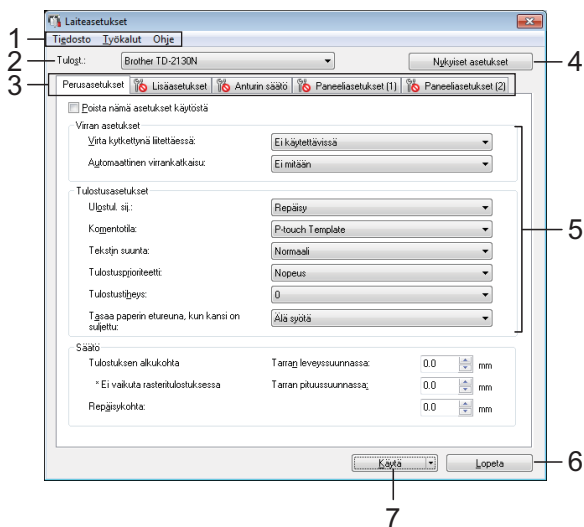 Laiteasetukset
1
Tiedosto Työkalut Ohje
2
Tulost.: Brother TD-2130N Nykyiset asetukset
4
3
Perusasetukset Lisäasetukset Anturin säätö Paneeliasetukset (1) Paneeliasetukset (2)
Poista nämä asetukset käytöstä
Virran asetukset
Virta kytkettynä liitettäessä: Ei käytettävissä
Automaattinen virrankatkaisu: Ei mitään
Tulostusasetukset
Ulostul. sij.: Repäisy
Komentotila: P-touch Template
5
Tekstin suunta: Normaali
Tulostusprioriteetti: Nopeus
Tulostustiheys: 0
Tasaa paperin etureuna, kun kansi on
suljettu: Älä syötä
Säätö
Tulostuksen alkukohta Tarran leveyssuunnassa: 0.0 mm
* Ei vaikuta rasteritulostuksessa Tarran pituussuunnassa: 0.0 mm
Repäisykohta: 0.0 mm
Käytä Lopeta
6
7